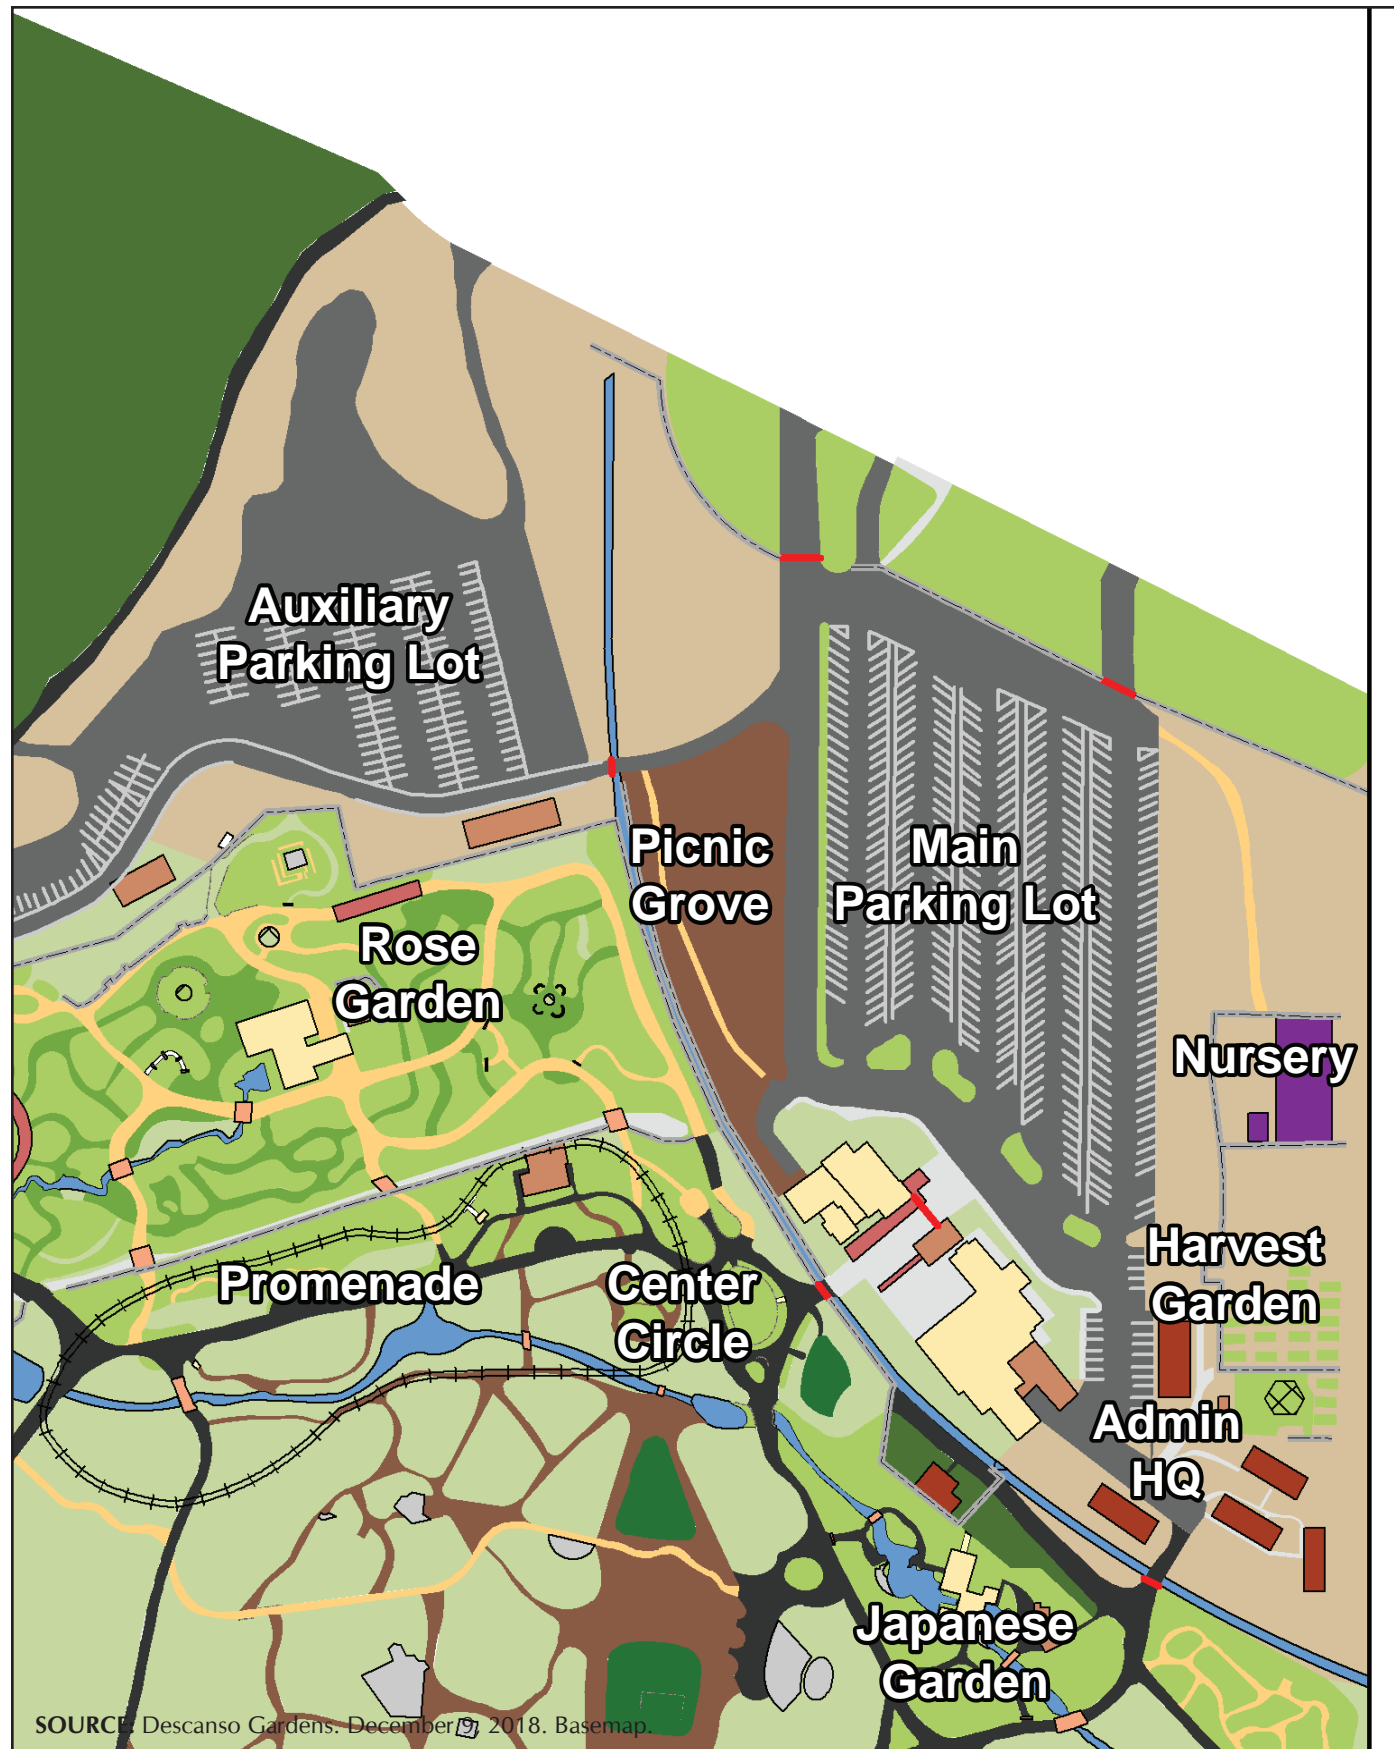 Auxiliary
Parking Lot
Picnic
Grove
Main
Parking Lot
Rose
Garden
Nursery
Harvest
Garden
Promenade
Center
Circle
Admin
HQ
Japanese
Garden
SOURCE: Descanso Gardens. December 9, 2018. Basemap.